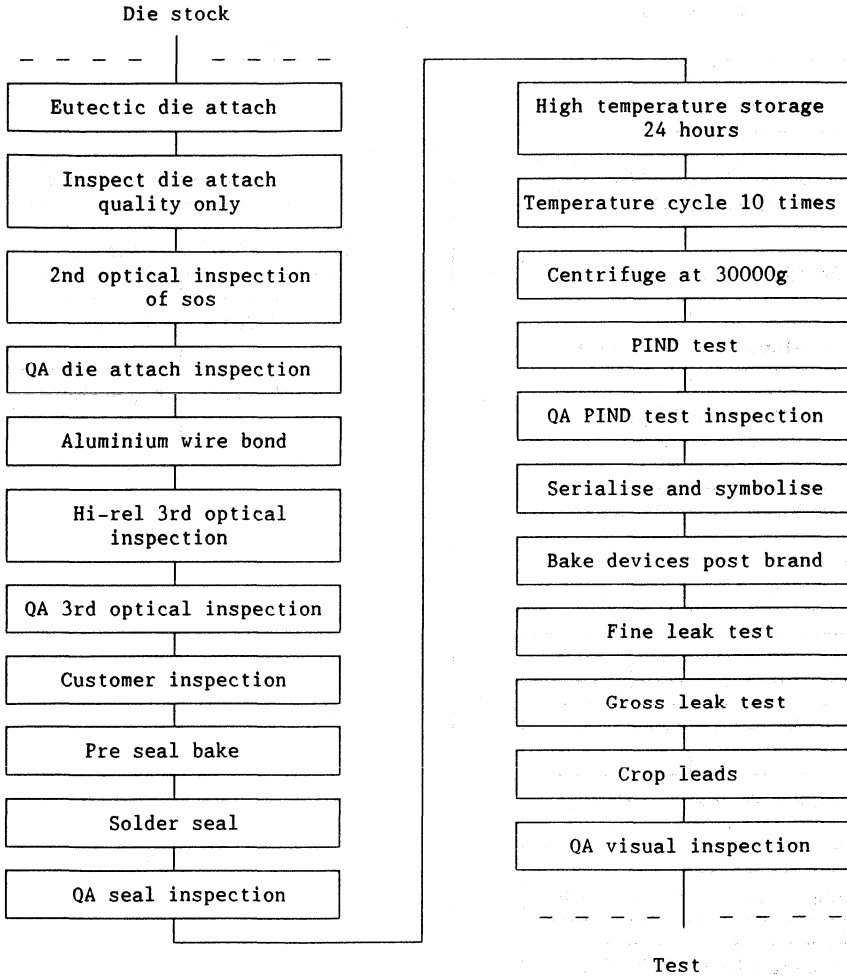 Die stock
Eutectic die attach
Inspect die attach
quality only
2nd optical inspection
of sos
QA die attach inspection
Aluminium wire bond
Hi-rel 3rd optical
inspection
QA 3rd optical inspection
Customer inspection
Pre seal bake
Solder seal
QA seal inspection
High temperature storage
24 hours
Temperature cycle 10 times
Centrifuge at 30000g
PIND test
QA PIND test inspection
Serialise and symbolise
Bake devices post brand
Fine leak test
Gross leak test
Crop leads
QA visual inspection
Test